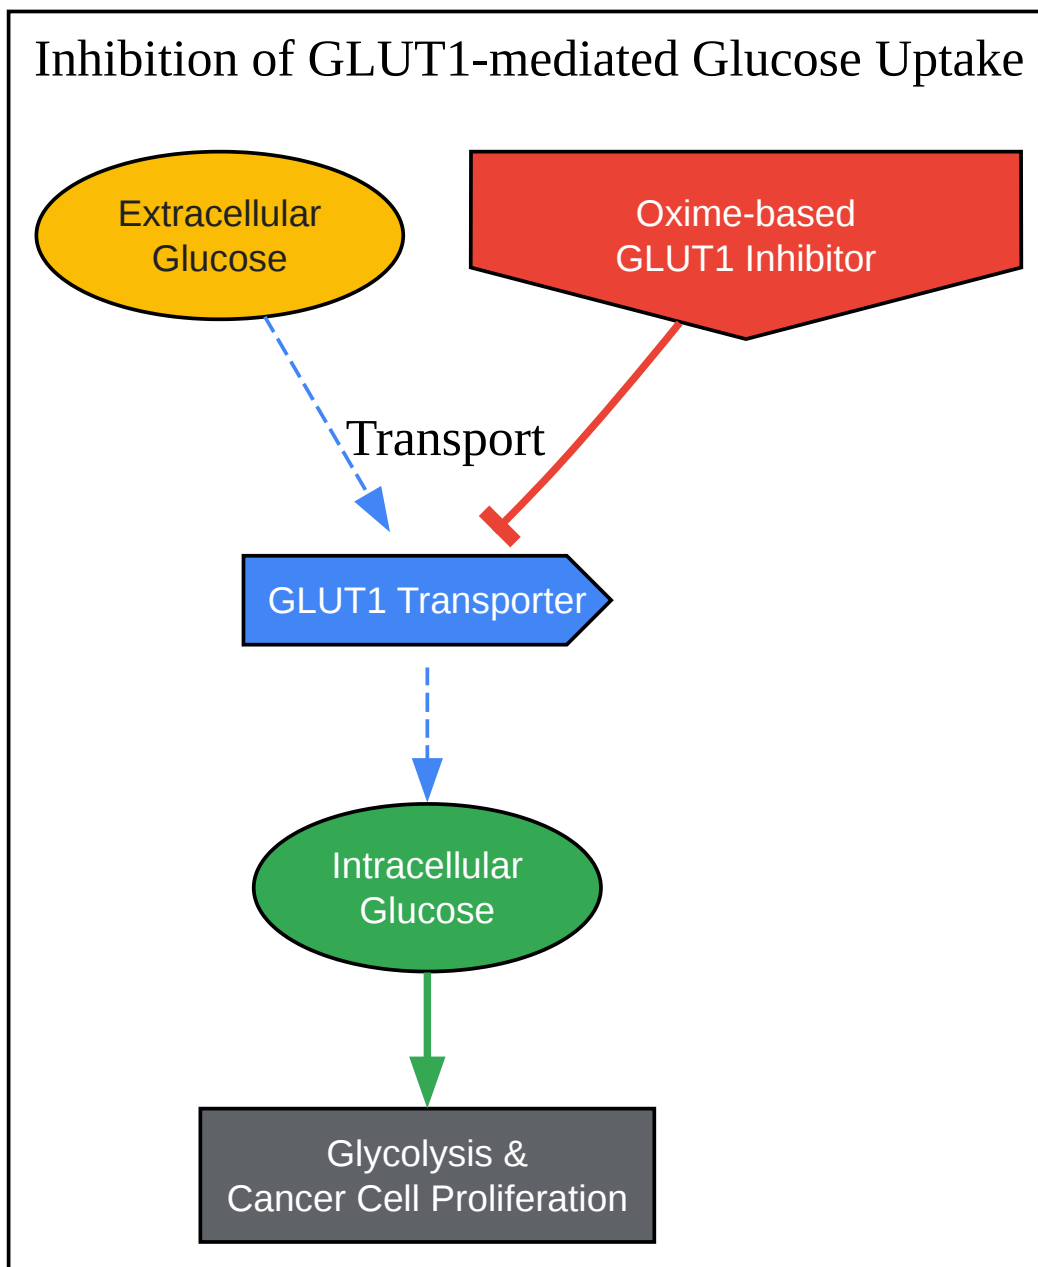 Inhibition of GLUT1-mediated Glucose Uptake
Extracellular
Glucose
Oxime-based
GLUT1 Inhibitor
Transport
GLUT1 Transporter
Intracellular
Glucose
Glycolysis &
Cancer Cell Proliferation